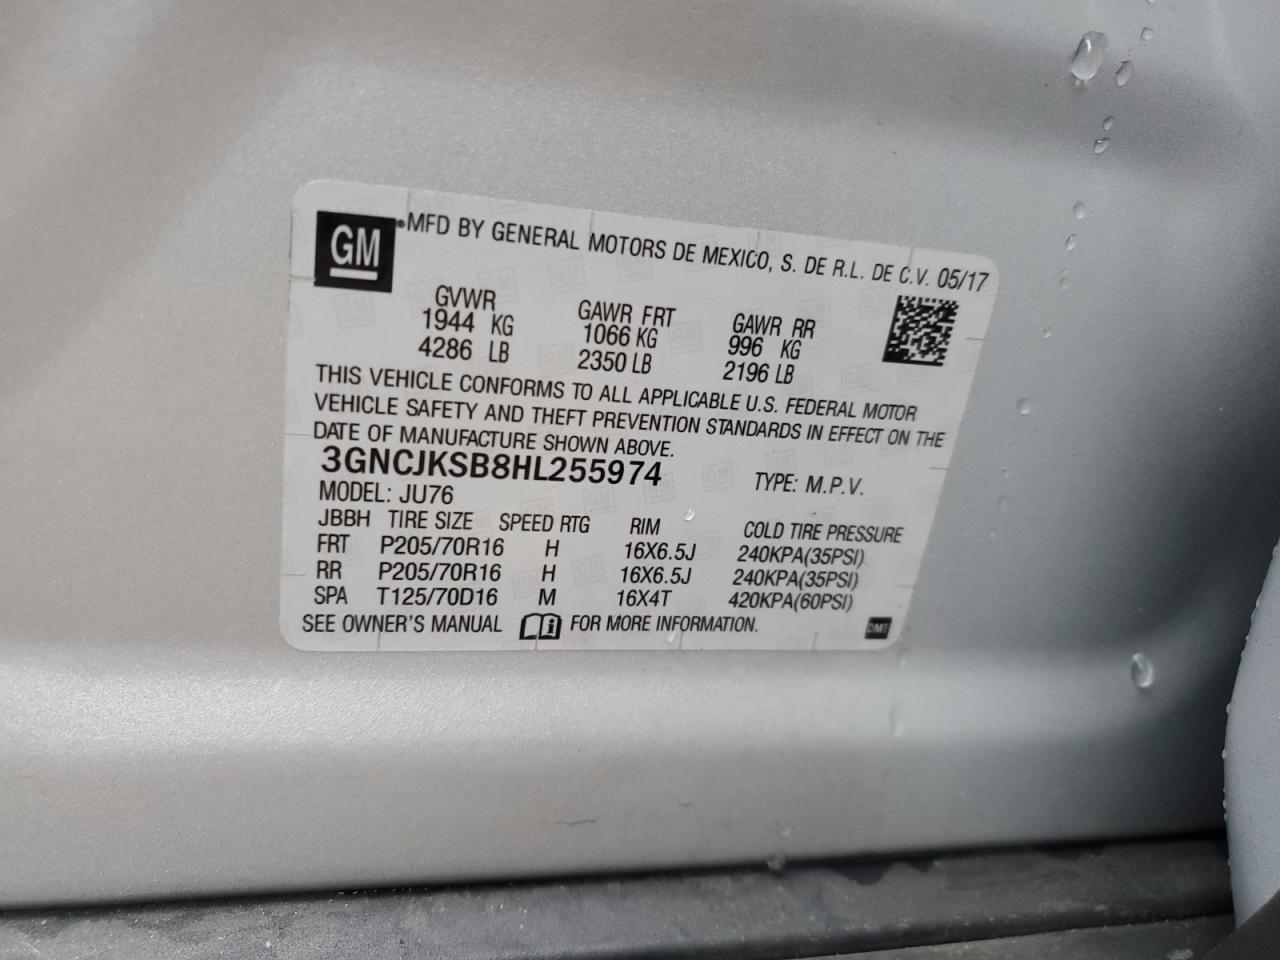 GM
MFD BY GENERAL MOTORS DE MEXICO, S. DE R.L. DE C.V. 05/17
GVWR GAWR FRT GAWR RR
1944 KG 1066 KG 996 KG
4286 LB 2350 LB 2196 LB
THIS VEHICLE CONFORMS TO ALL APPLICABLE U.S. FEDERAL MOTOR
VEHICLE SAFETY AND THEFT PREVENTION STANDARDS IN EFFECT ON THE
DATE OF MANUFACTURE SHOWN ABOVE.
3GNCJKSB8HL255974 TYPE: M.P.V.
MODEL: JU76
JBBH TIRE SIZE SPEED RTG RIM COLD TIRE PRESSURE
FRT P205/70R16 H 16X6.5J 240KPA(35PSI)
RR P205/70R16 H 16X6.5J 240KPA(35PSI)
SPA T125/70D16 M 16X4T 420KPA(60PSI)
SEE OWNER'S MANUAL FOR MORE INFORMATION.
DMT